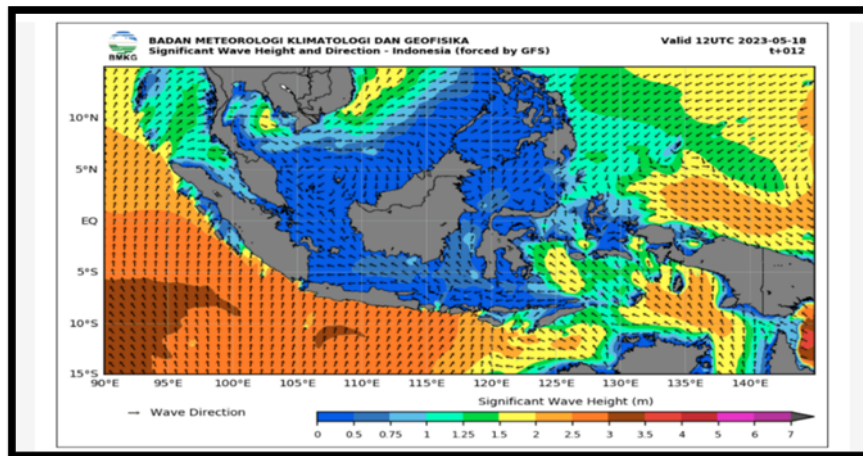 BMKG
BADAN METEOROLOGI KLIMATOLOGI DAN GEOFISIKA
Significant Wave Height and Direction - Indonesia (forced by GFS)
Valid 12UTC 2023-05-18
t+012
10°N
5°N
EQ
5°S
10°S
15°S
90°E 95°E 100°E 105°E 110°E 115°E 120°E 125°E 130°E 135°E 140°E
Wave Direction
Significant Wave Height (m)
0 0.5 0.75 1 1.25 1.5 2 2.5 3 3.5 4 5 6 7